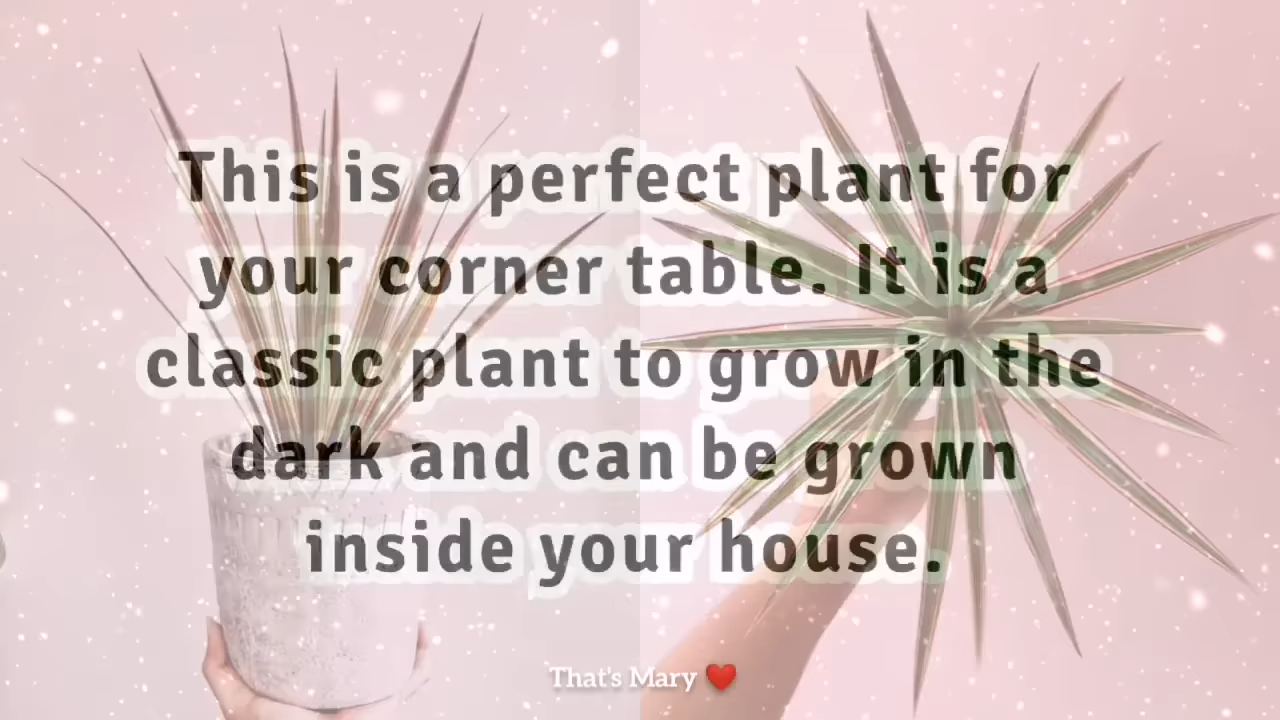 This is a perfect plant for
your corner table. It is a
classic plant to grow in the
dark and can be grown
inside your house.
That's Mary ❤️